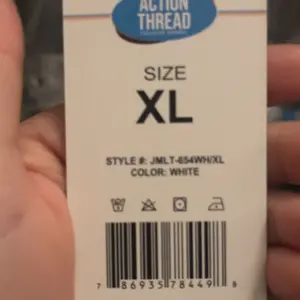 ACTION
THREAD
SIZE
XL
STYLE #: JMLT-654WH/XL
COLOR: WHITE
7 86935 78449 8